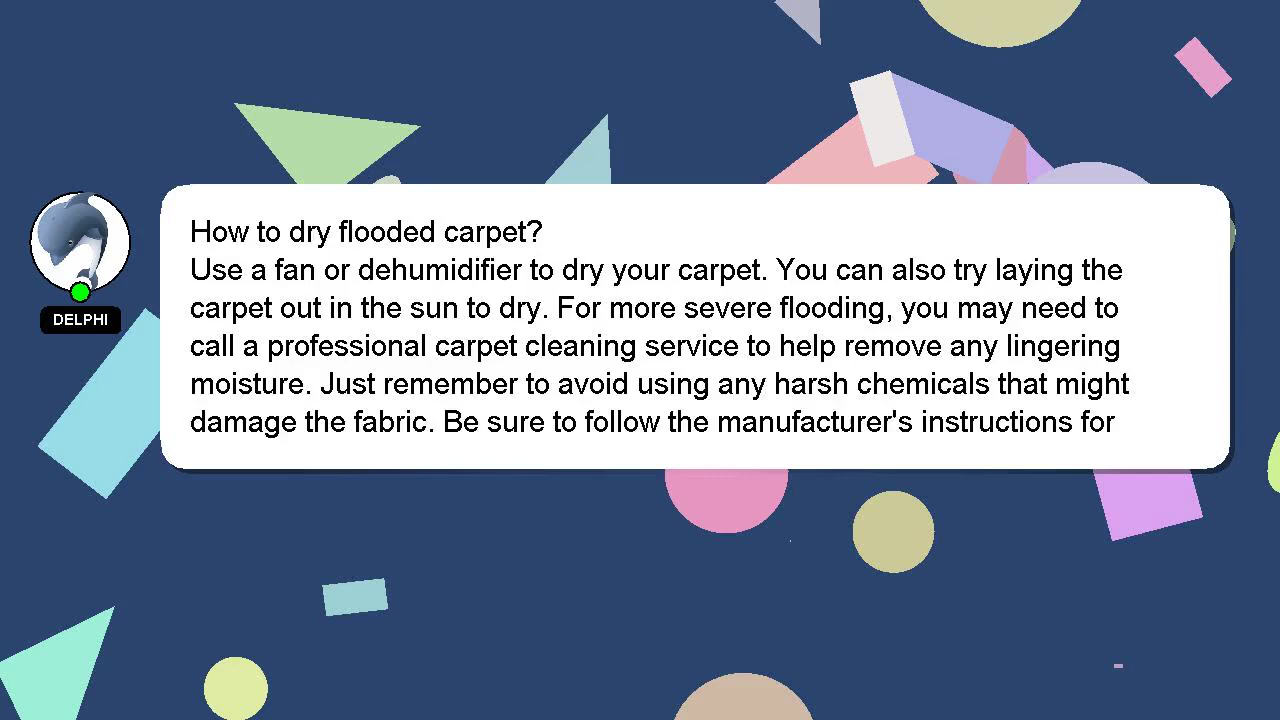 How to dry flooded carpet?
Use a fan or dehumidifier to dry your carpet. You can also try laying the
carpet out in the sun to dry. For more severe flooding, you may need to
call a professional carpet cleaning service to help remove any lingering
moisture. Just remember to avoid using any harsh chemicals that might
damage the fabric. Be sure to follow the manufacturer's instructions for
DELPHI